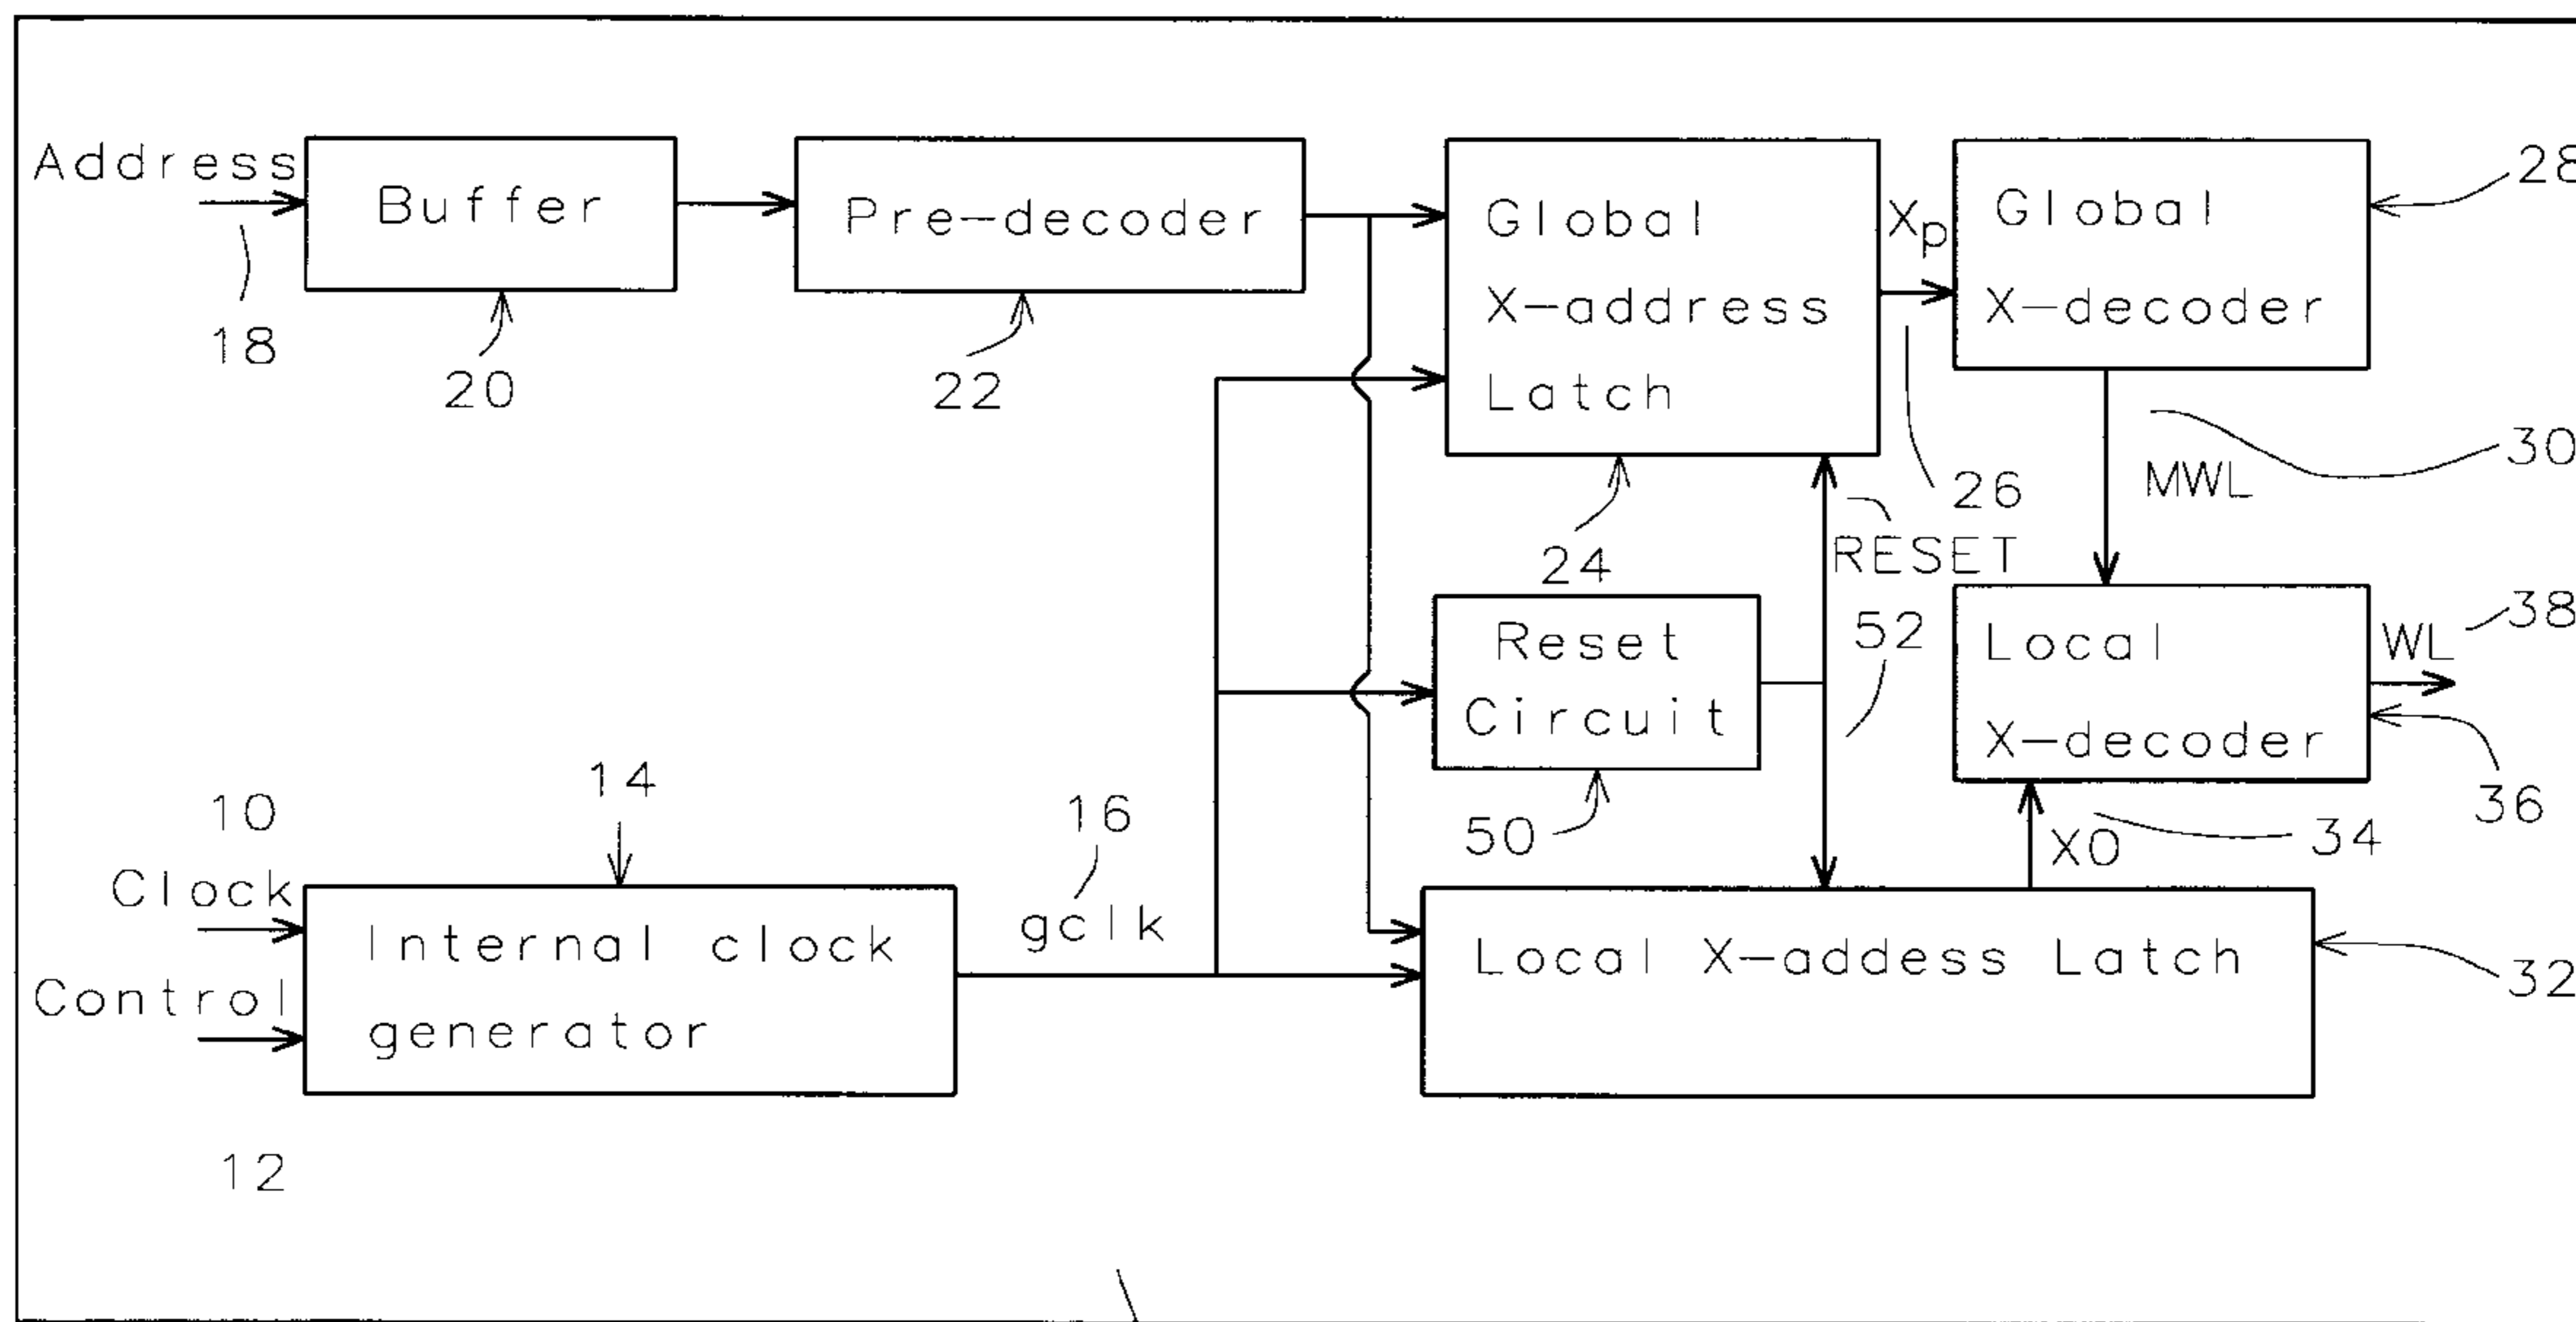 Address
18
Buffer
20
Pre-decoder
22
Global
X-address
Latch
24
Xp
26
Global
X-decoder
28
30
MWL
RESET
52
Reset
Circuit
50
Local
X-decoder
WL
38
36
34
X0
10
Clock
Control
12
14
Internal clock
generator
16
gclk
Local X-addess Latch
32